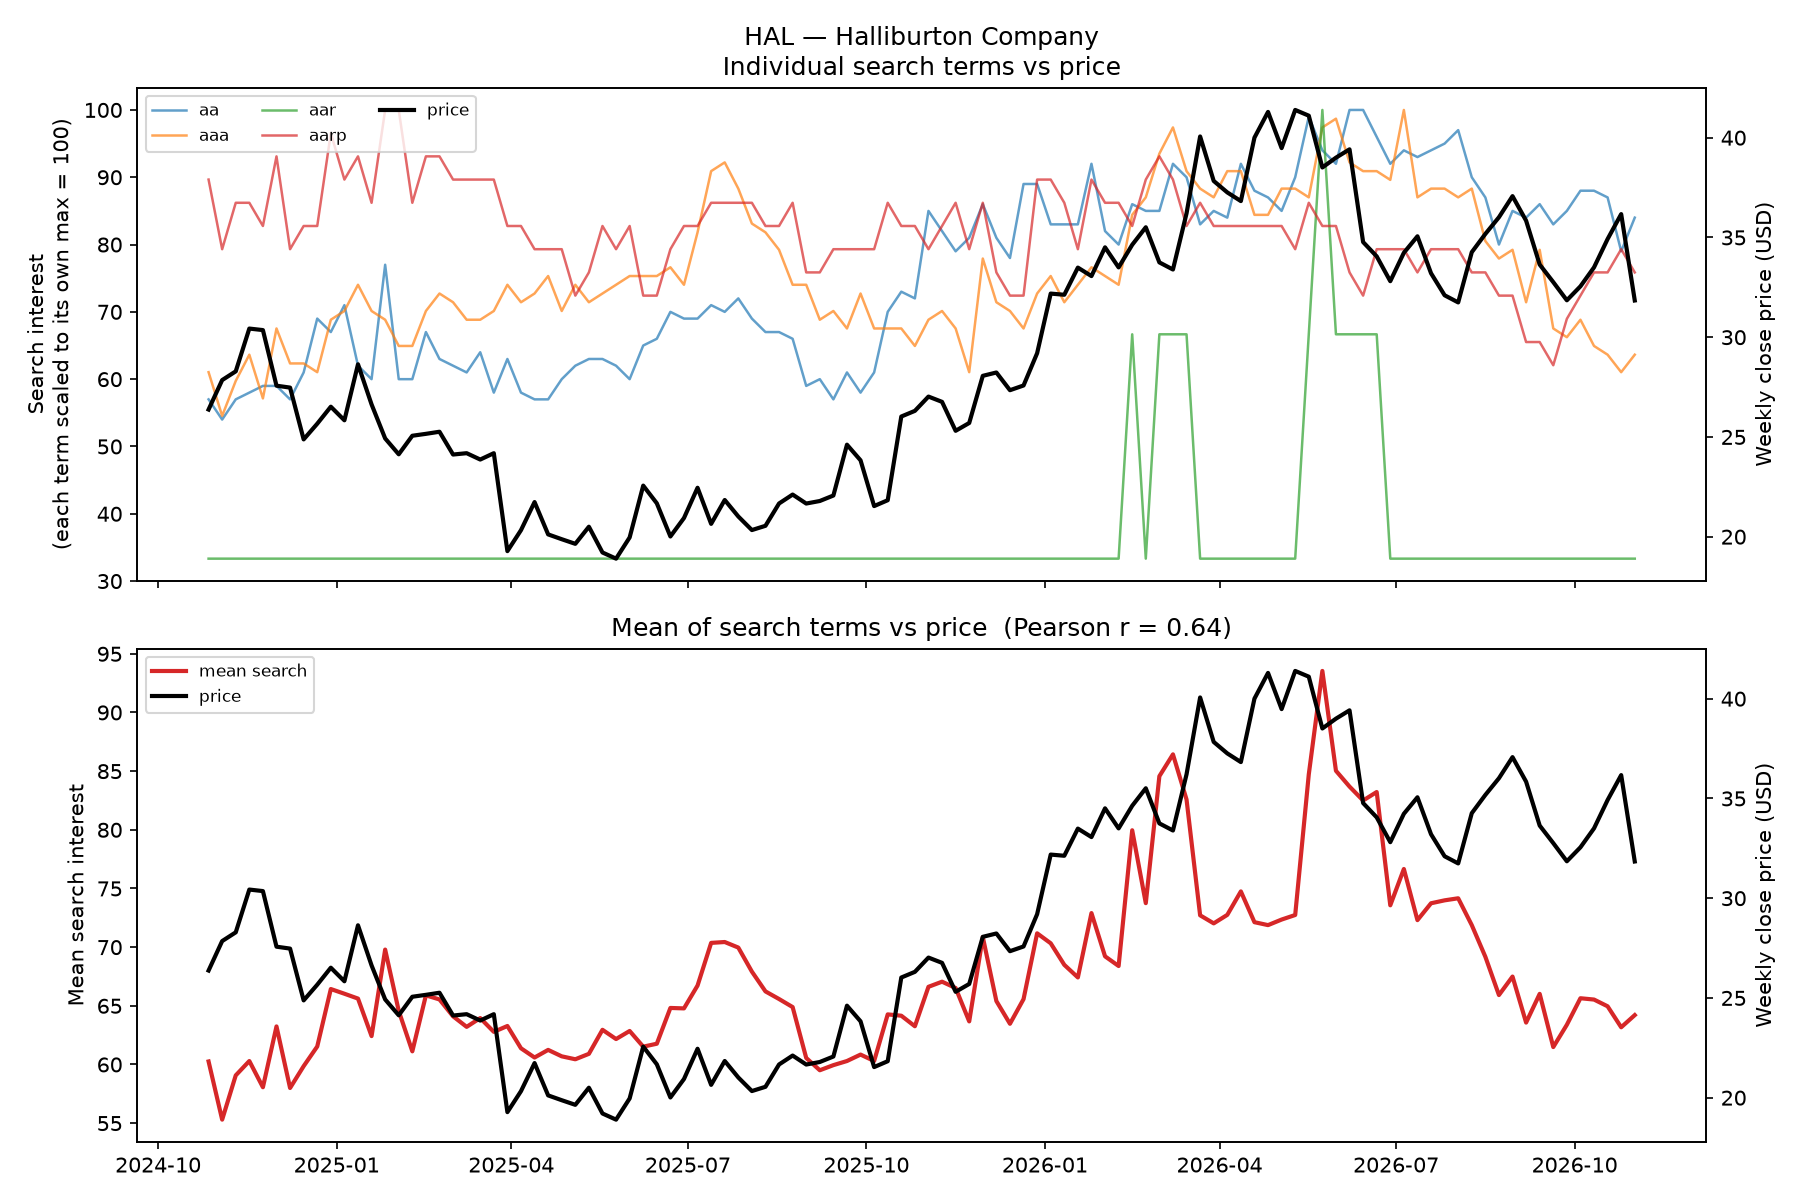 HAL — Halliburton Company
Individual search terms vs price
aa
aar
price
aaa
aarp
100
90
80
70
60
50
40
30
Search interest
(each term scaled to its own max = 100)
40
35
30
25
20
Weekly close price (USD)
Mean of search terms vs price  (Pearson r = 0.64)
mean search
price
95
90
85
80
75
70
65
60
55
Mean search interest
40
35
30
25
20
Weekly close price (USD)
2024-10
2025-01
2025-04
2025-07
2025-10
2026-01
2026-04
2026-07
2026-10